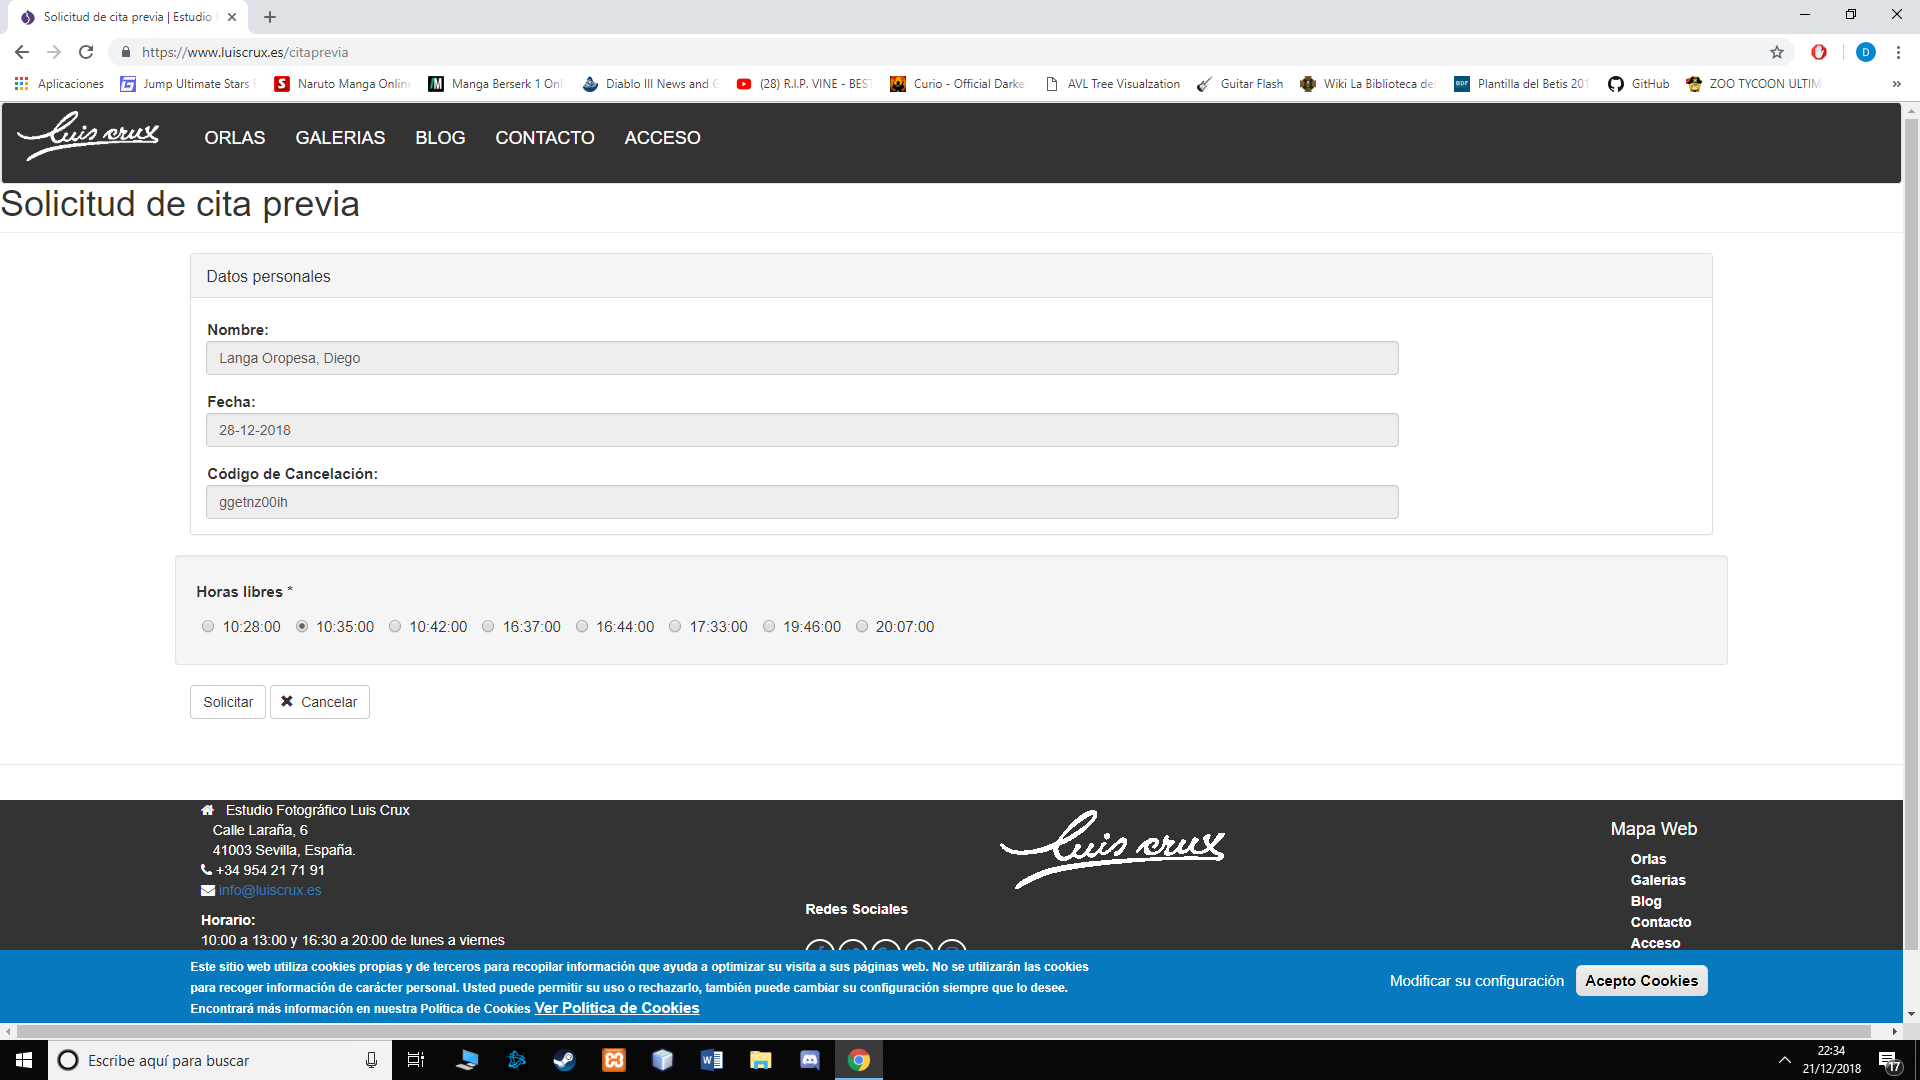 Solicitud de cita previa | Estudio
https://www.luiscrux.es/citaprevia
D
Aplicaciones
Jump Ultimate Stars
Naruto Manga Online
Manga Berserk 1 Onl
Diablo III News and G
(28) R.I.P. VINE - BEST
Curio - Official Darke
AVL Tree Visualzation
Guitar Flash
Wiki La Biblioteca del
BDF Plantilla del Betis 201
GitHub
ZOO TYCOON ULTIM
»
luis crux
ORLAS
GALERIAS
BLOG
CONTACTO
ACCESO
Solicitud de cita previa
Datos personales
Nombre:
Langa Oropesa, Diego
Fecha:
28-12-2018
Código de Cancelación:
ggetnz00ih
Horas libres *
10:28:00 10:35:00 10:42:00 16:37:00 16:44:00 17:33:00 19:46:00 20:07:00
Solicitar
Cancelar
Estudio Fotográfico Luis Crux
Calle Laraña, 6
41003 Sevilla, España.
+34 954 21 71 91
info@luiscrux.es
Horario:
10:00 a 13:00 y 16:30 a 20:00 de lunes a viernes
luis crux
Redes Sociales
Mapa Web
Orlas
Galerias
Blog
Contacto
Acceso
Este sitio web utiliza cookies propias y de terceros para recopilar información que ayuda a optimizar su visita a sus páginas web. No se utilizarán las cookies
para recoger información de carácter personal. Usted puede permitir su uso o rechazarlo, también puede cambiar su configuración siempre que lo desee.
Encontrará más información en nuestra Política de Cookies Ver Política de Cookies
Modificar su configuración
Acepto Cookies
Escribe aquí para buscar
22:34
21/12/2018
17